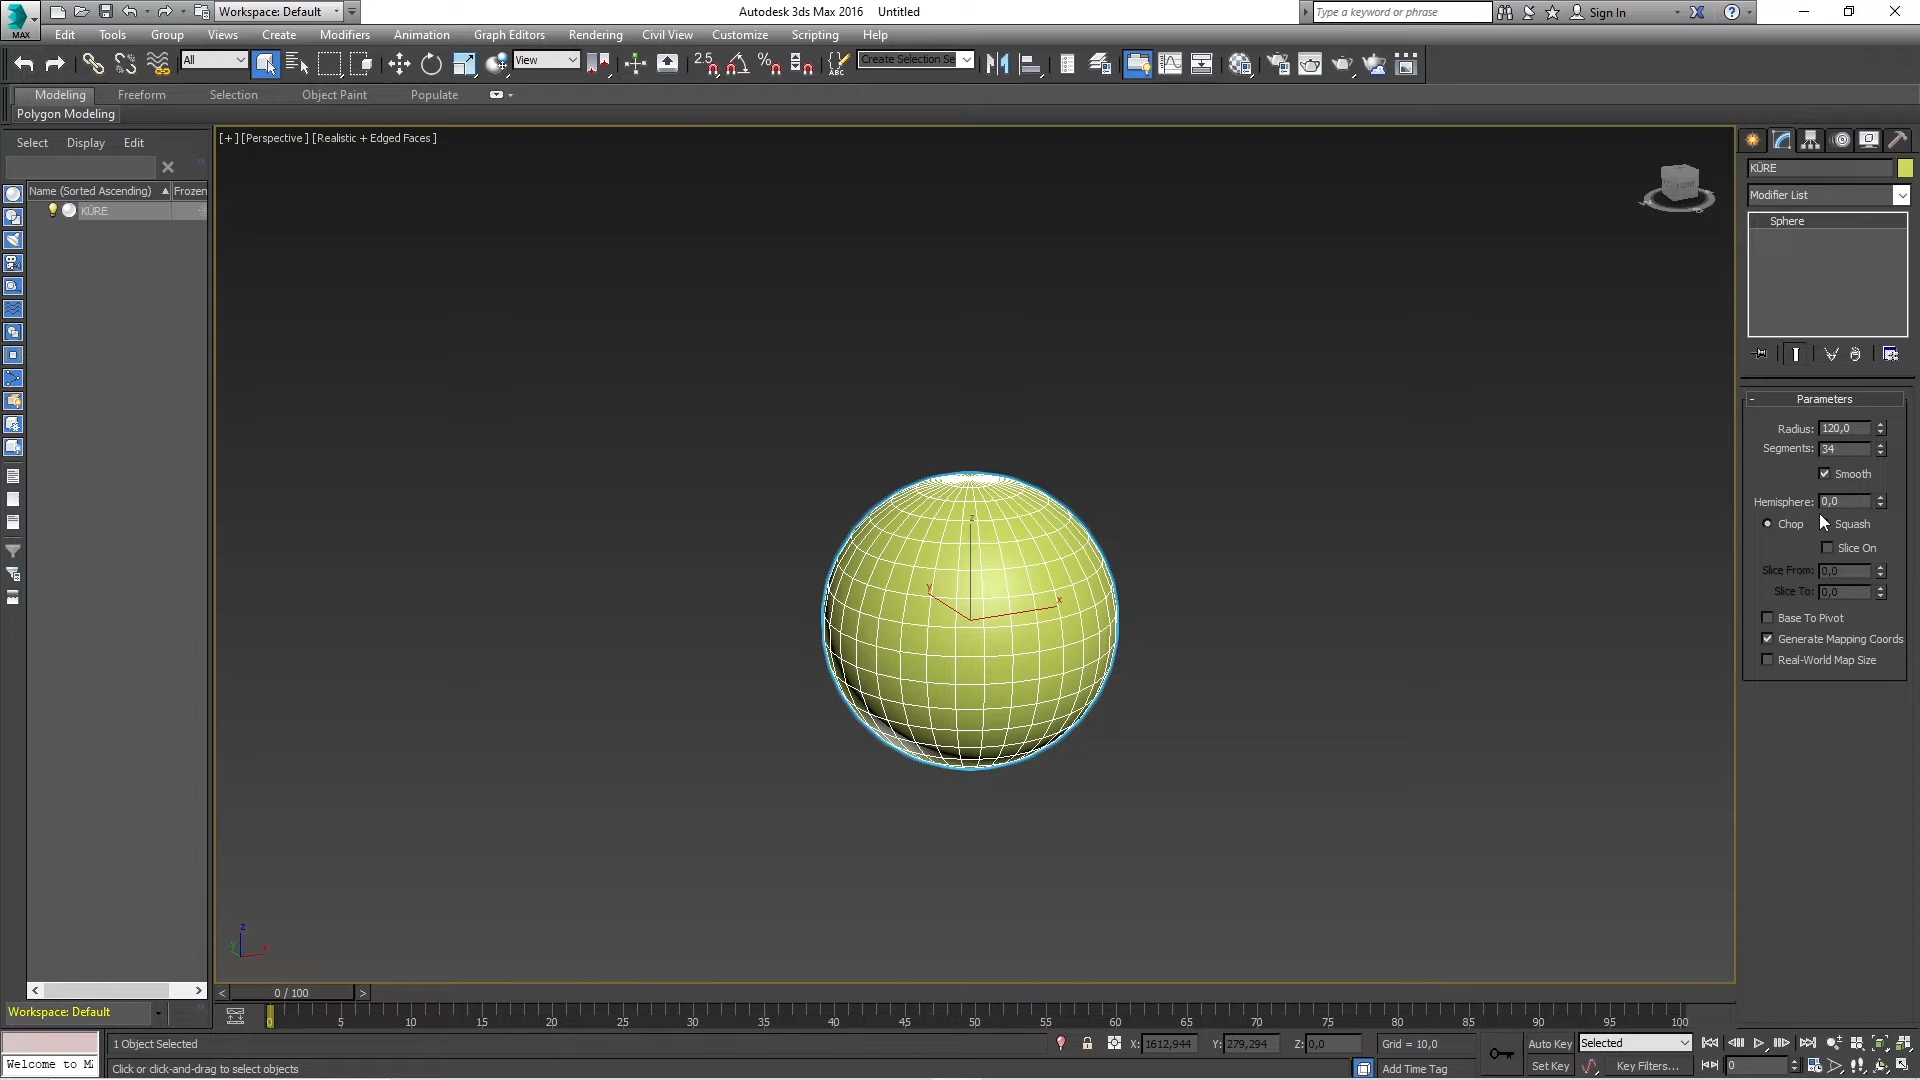 Workspace: Default
Autodesk 3ds Max 2016 Untitled
Type a keyword or phrase
Sign In
MAX
Edit Tools Group Views Create Modifiers Animation Graph Editors Rendering Civil View Customize Scripting Help
All
View
2.5
ABC
Create Selection Se
Modeling Freeform Selection Object Paint Populate
Polygon Modeling
Select Display Edit
[+] [Perspective] [Realistic + Edged Faces]
Name (Sorted Ascending) Frozen
KÜRE
FRONT
KÜRE
Modifier List
Sphere
Parameters
Radius: 120,0
Segments: 34
Smooth
Hemisphere: 0,0
Chop Squash
Slice On
Slice From: 0,0
Slice To: 0,0
Base To Pivot
Generate Mapping Coords
Real-World Map Size
z
y
x
z
y
x
0 / 100
Workspace: Default
0 5 10 15 20 25 30 35 40 45 50 55 60 65 70 75 80 85 90 95 100
1 Object Selected
X: 1612,944 Y: 279,294 Z: 0,0
Grid = 10,0
Auto Key
Selected
Welcome to M
Click or click-and-drag to select objects
Add Time Tag
Set Key
Key Filters...
0